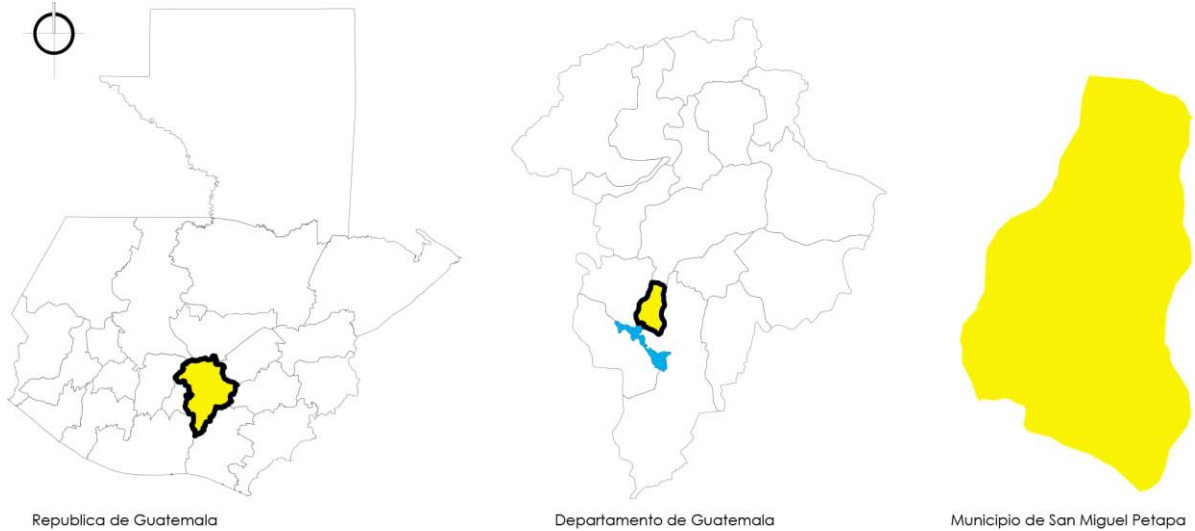 Republica de Guatemala
Departamento de Guatemala
Municipio de San Miguel Petapa